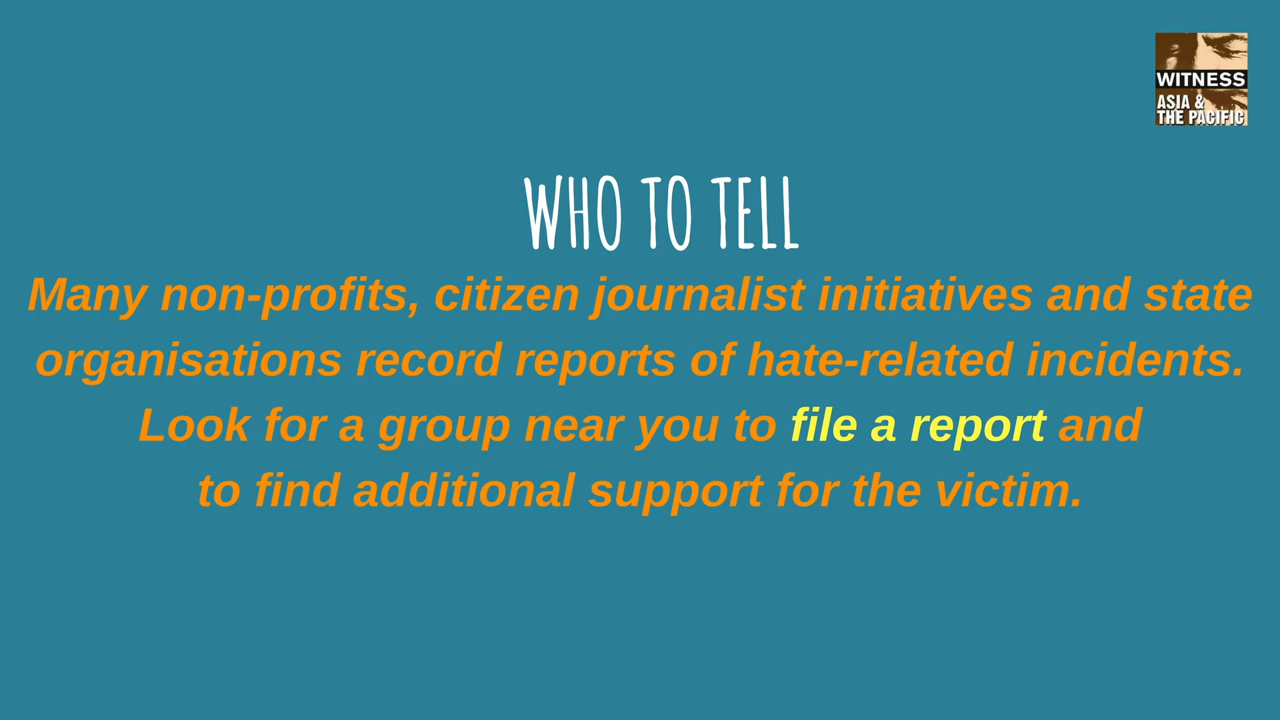 WITNESS
ASIA &
THE PACIFIC
WHO TO TELL
Many non-profits, citizen journalist initiatives and state
organisations record reports of hate-related incidents.
Look for a group near you to file a report and
to find additional support for the victim.